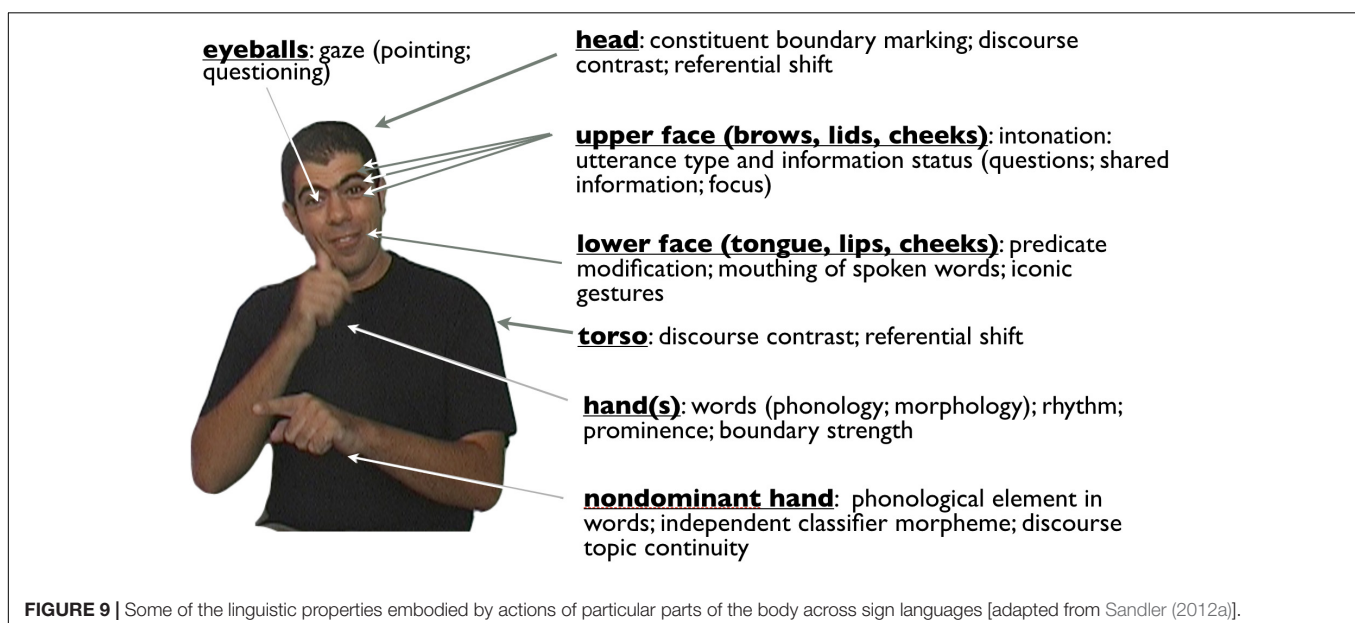 eyeballs: gaze (pointing;
questioning)
head: constituent boundary marking; discourse
contrast; referential shift
upper face (brows, lids, cheeks): intonation:
utterance type and information status (questions; shared
information; focus)
lower face (tongue, lips, cheeks): predicate
modification; mouthing of spoken words; iconic
gestures
torso: discourse contrast; referential shift
hand(s): words (phonology; morphology); rhythm;
prominence; boundary strength
nondominant hand: phonological element in
words; independent classifier morpheme; discourse
topic continuity
FIGURE 9 | Some of the linguistic properties embodied by actions of particular parts of the body across sign languages [adapted from Sandler (2012a)].